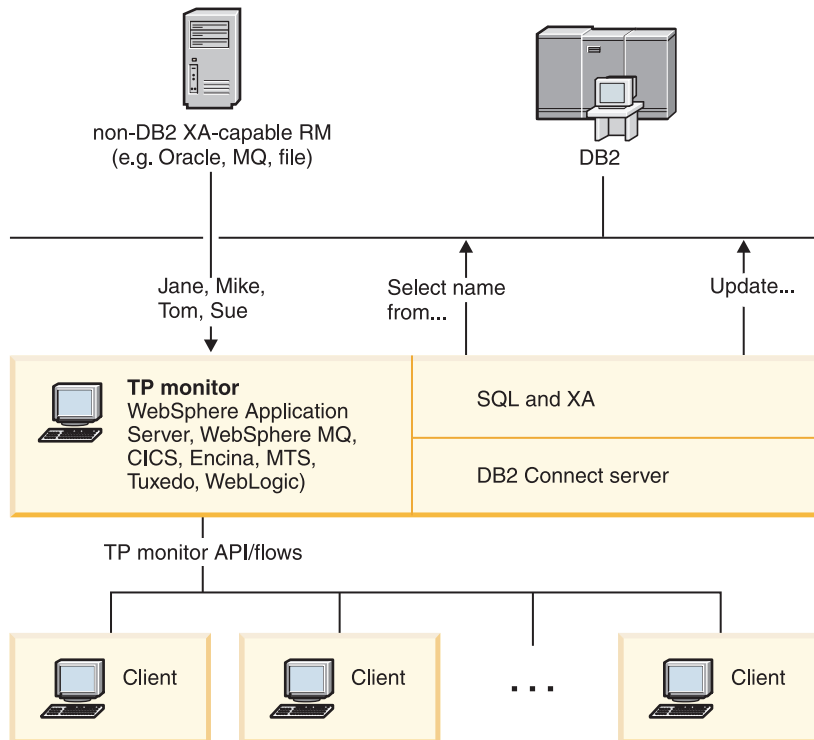 non-DB2 XA-capable RM
(e.g. Oracle, MQ, file)
DB2
Jane, Mike,
Tom, Sue
Select name
from...
Update...
TP monitor
WebSphere Application
Server, WebSphere MQ,
CICS, Encina, MTS,
Tuxedo, WebLogic)
SQL and XA
DB2 Connect server
TP monitor API/flows
Client
Client
...
Client